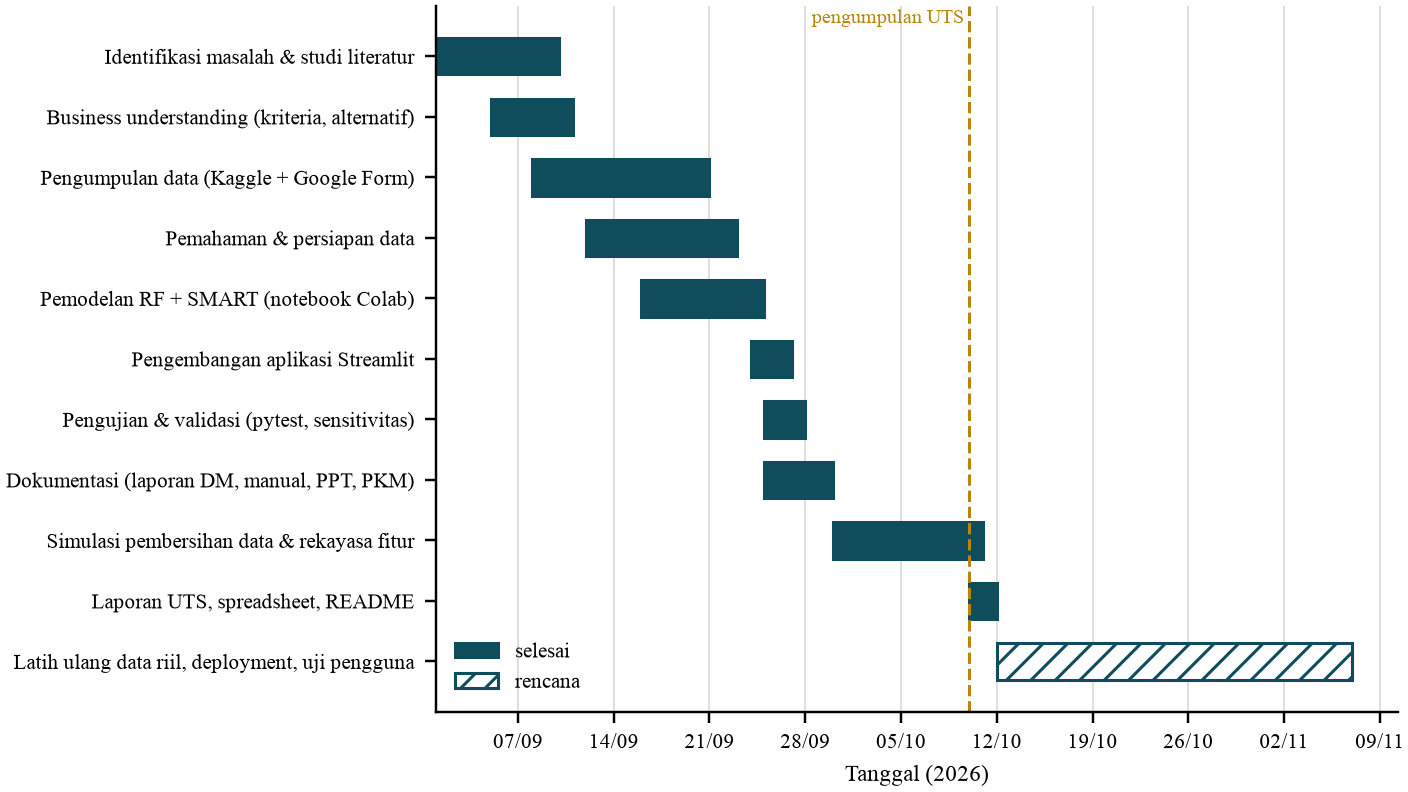 pengumpulan UTS
Identifikasi masalah & studi literatur
Business understanding (kriteria, alternatif)
Pengumpulan data (Kaggle + Google Form)
Pemahaman & persiapan data
Pemodelan RF + SMART (notebook Colab)
Pengembangan aplikasi Streamlit
Pengujian & validasi (pytest, sensitivitas)
Dokumentasi (laporan DM, manual, PPT, PKM)
Simulasi pembersihan data & rekayasa fitur
Laporan UTS, spreadsheet, README
Latih ulang data riil, deployment, uji pengguna
selesai
rencana
07/09 14/09 21/09 28/09 05/10 12/10 19/10 26/10 02/11 09/11
Tanggal (2026)